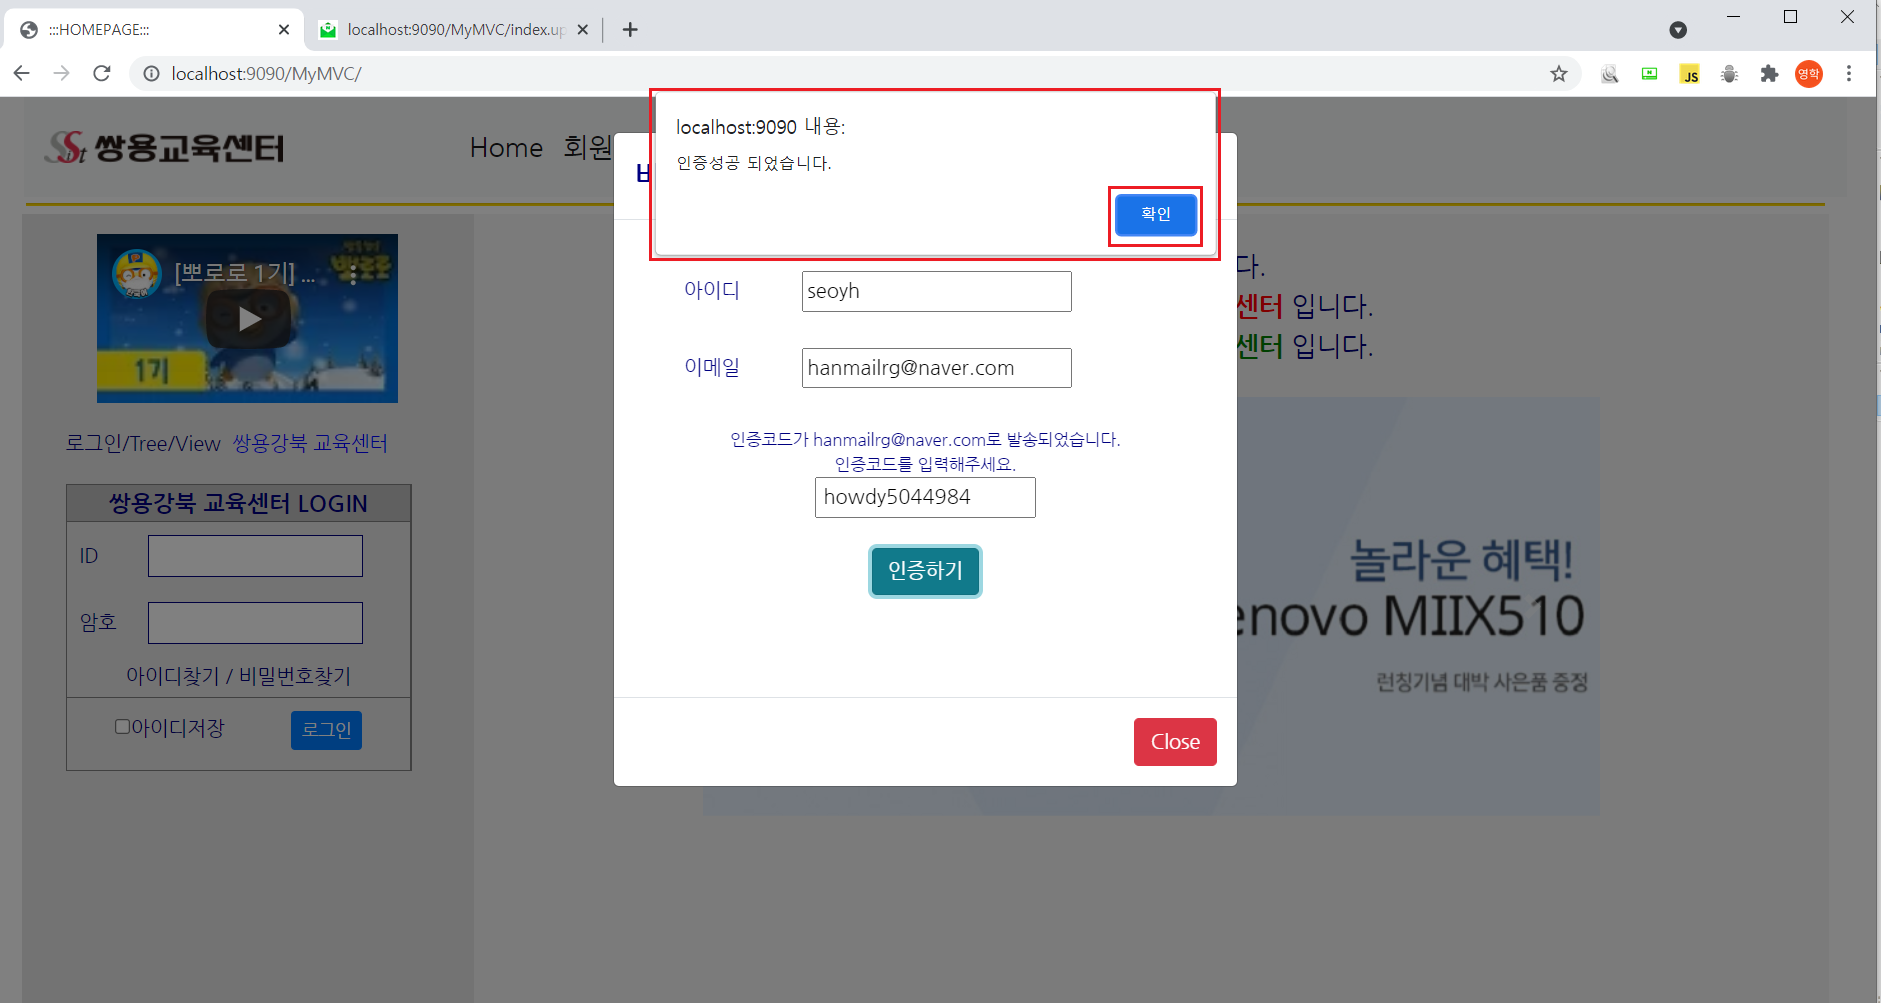 :::HOMEPAGE:::
localhost:9090/MyMVC/index.up
localhost:9090/MyMVC/
JS
영학
Sist 쌍용교육센터
Home 회원
localhost:9090 내용:
인증성공 되었습니다.
확인
비
[뽀로로 1기] ...
1기
다.
센터 입니다.
센터 입니다.
아이디
seoyh
이메일
hanmailrg@naver.com
인증코드가 hanmailrg@naver.com로 발송되었습니다.
인증코드를 입력해주세요.
howdy5044984
인증하기
Close
로그인/Tree/View 쌍용강북 교육센터
쌍용강북 교육센터 LOGIN
ID
암호
아이디찾기 / 비밀번호찾기
아이디저장
로그인
놀라운 혜택!
enovo MIIX510
런칭기념 대박 사은품 증정